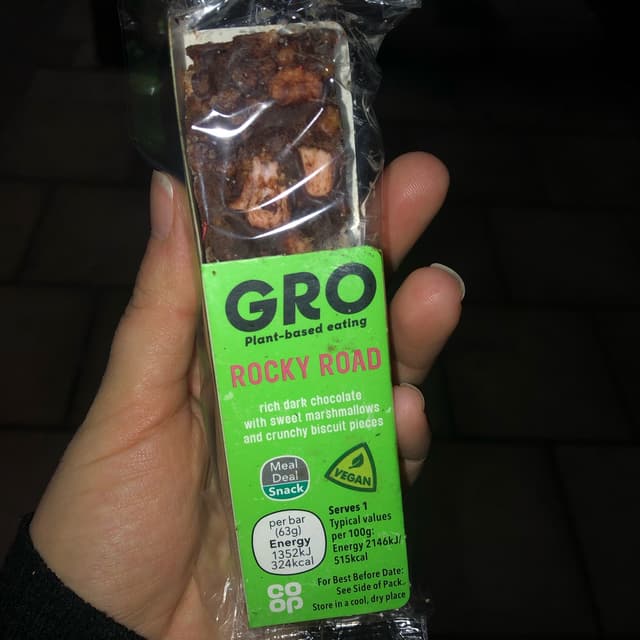 GRO
Plant-based eating
ROCKY ROAD
rich dark chocolate
with sweet marshmallows
and crunchy biscuit pieces
Meal
Deal
Snack
VEGAN
per bar
(63g)
Energy
1352kJ
324kcal
Serves 1
Typical values
per 100g:
Energy 2146kJ/
515kcal
co
op
For Best Before Date:
See Side of Pack.
Store in a cool, dry place